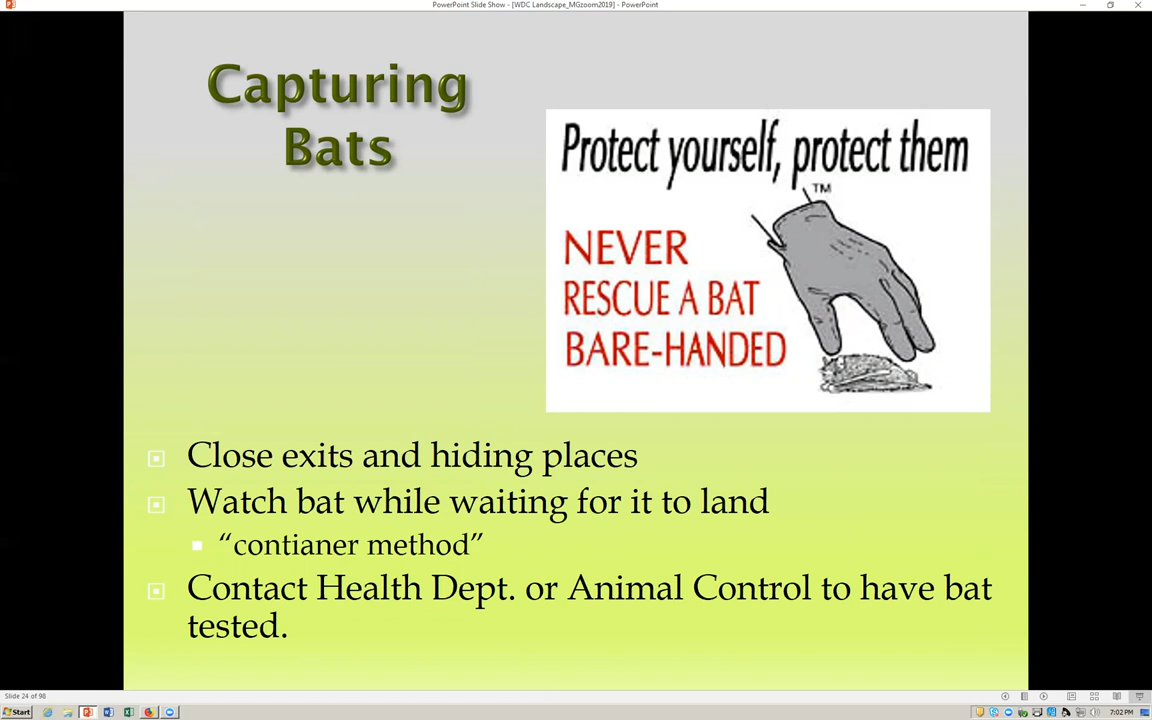 PowerPoint Slide Show - [WDC Landscape_MGzoom2019] - PowerPoint
Capturing
Bats
Protect yourself, protect them
TM
NEVER
RESCUE A BAT
BARE-HANDED
Close exits and hiding places
Watch bat while waiting for it to land
“contianer method”
Contact Health Dept. or Animal Control to have bat
tested.
Slide 24 of 98
Start
7:02 PM